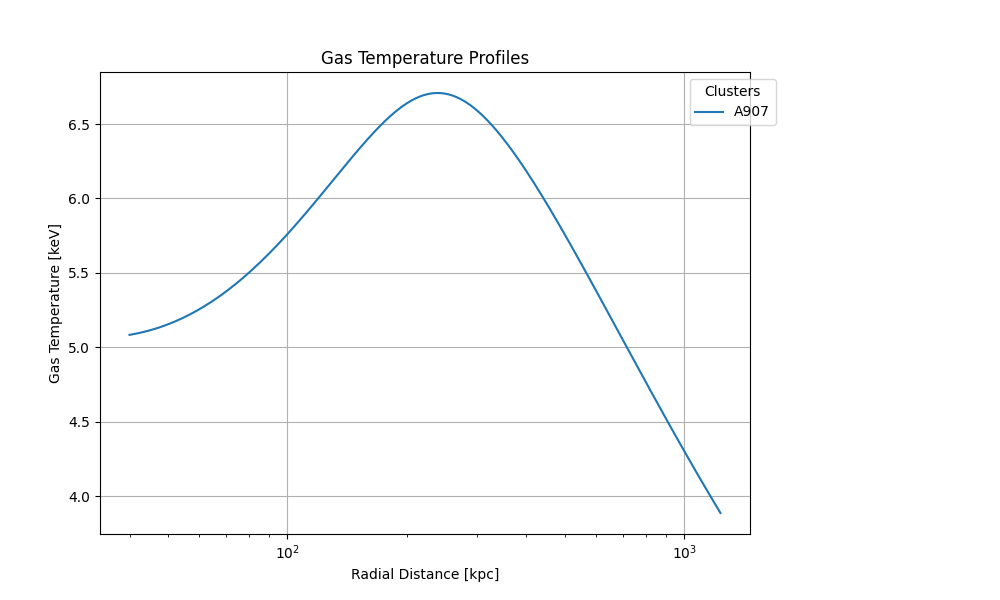 Gas Temperature Profiles
Clusters
A907
6.5
6.0
5.5
5.0
4.5
4.0
Gas Temperature [keV]
10²
10³
Radial Distance [kpc]